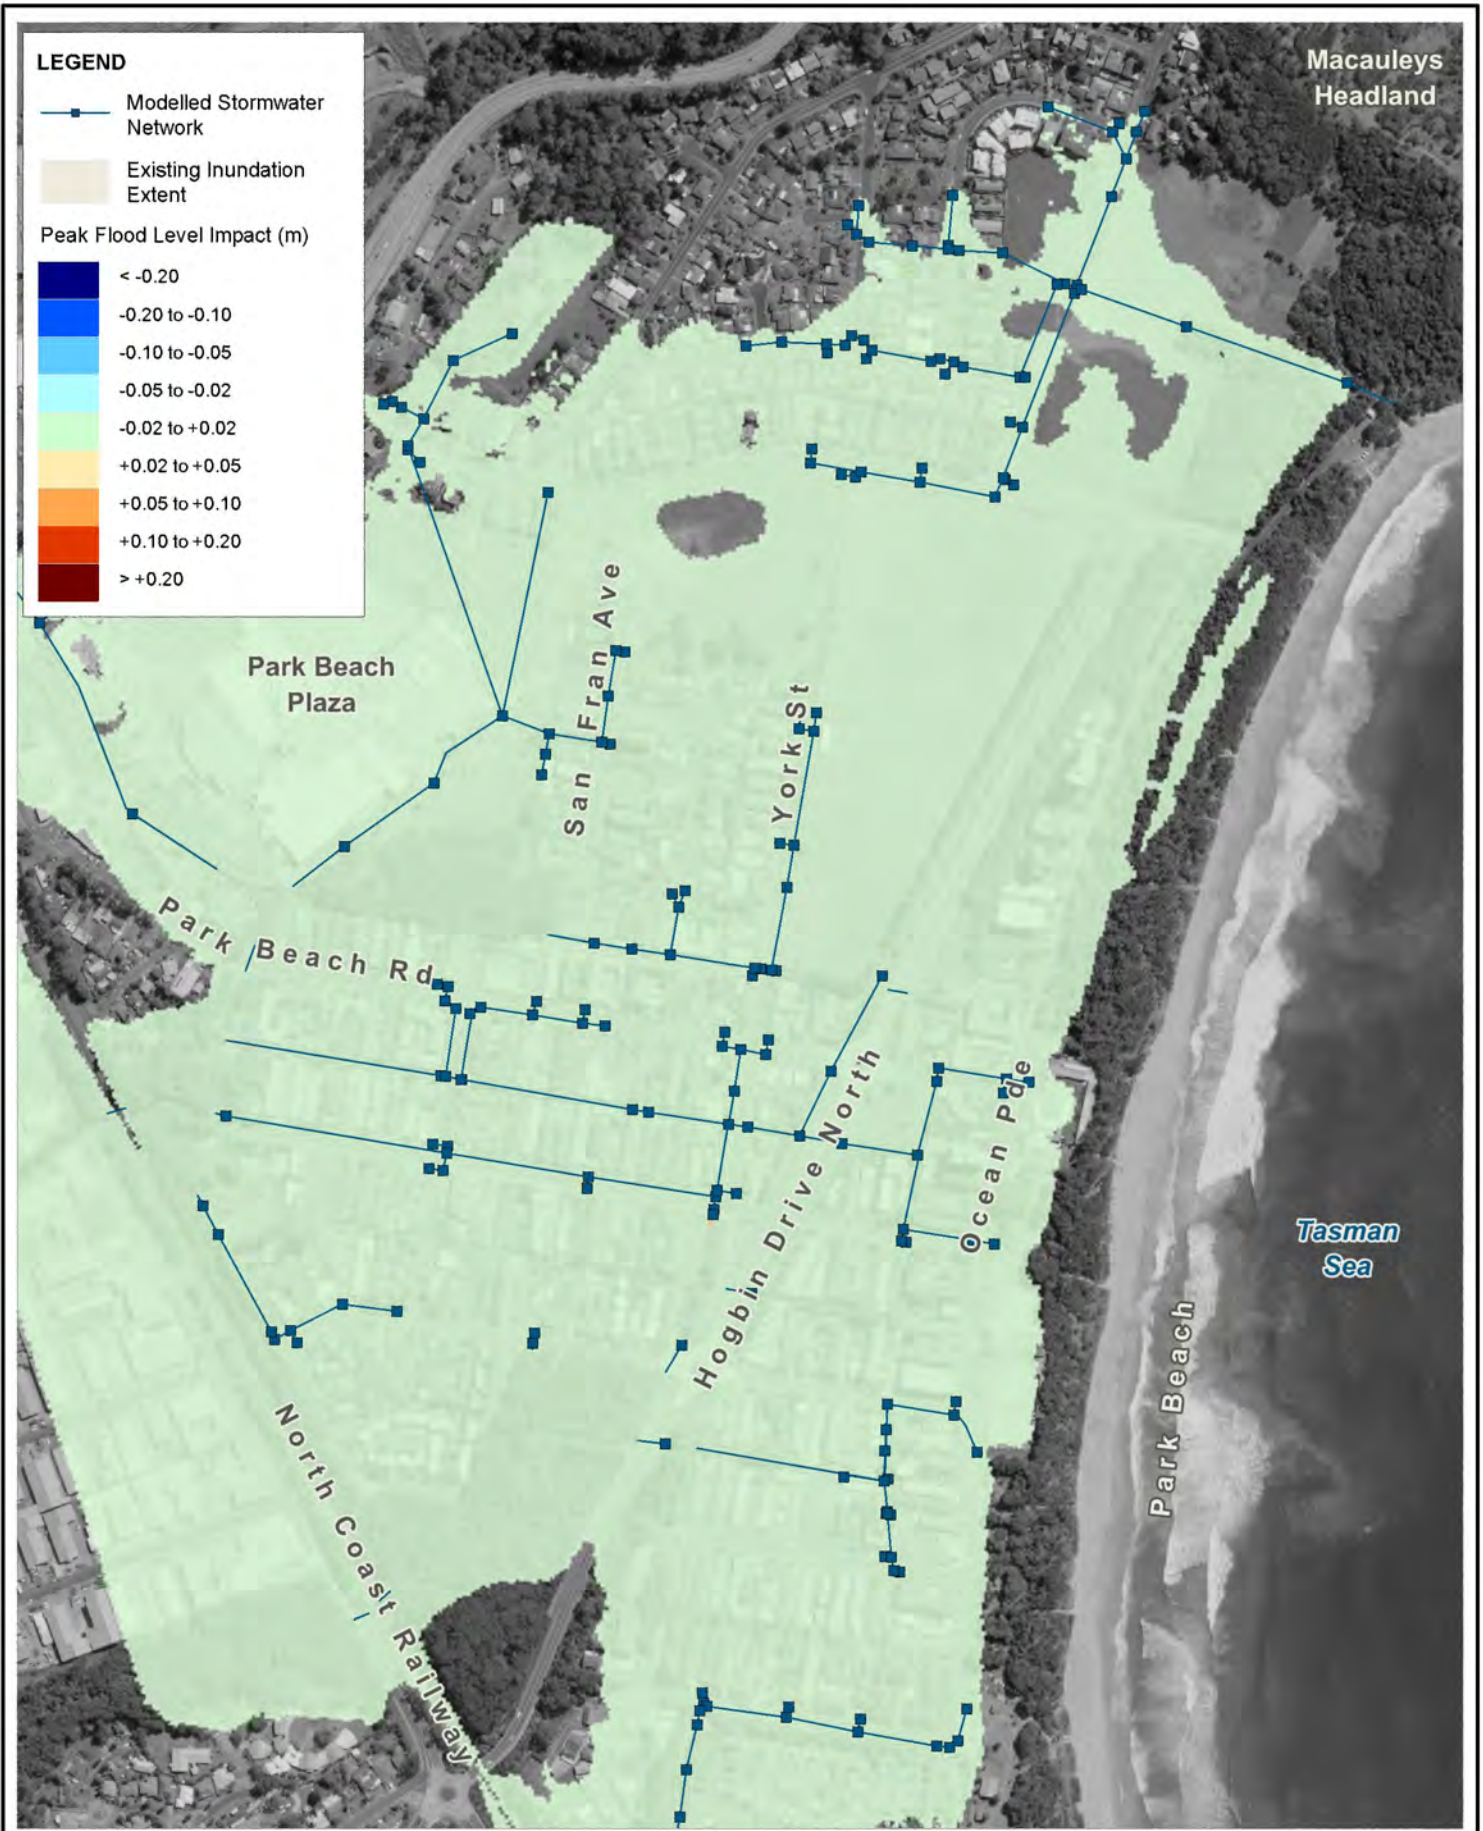 LEGEND
Modelled Stormwater
Network
Existing Inundation
Extent
Peak Flood Level Impact (m)
< -0.20
-0.20 to -0.10
-0.10 to -0.05
-0.05 to -0.02
-0.02 to +0.02
+0.02 to +0.05
+0.05 to +0.10
+0.10 to +0.20
> +0.20
Macauleys
Headland
Park Beach
Plaza
San Fran Ave
York St
Park Beach Rd
Hogbin Drive North
Ocean Pde
Tasman
Sea
Park Beach
North Coast Railway